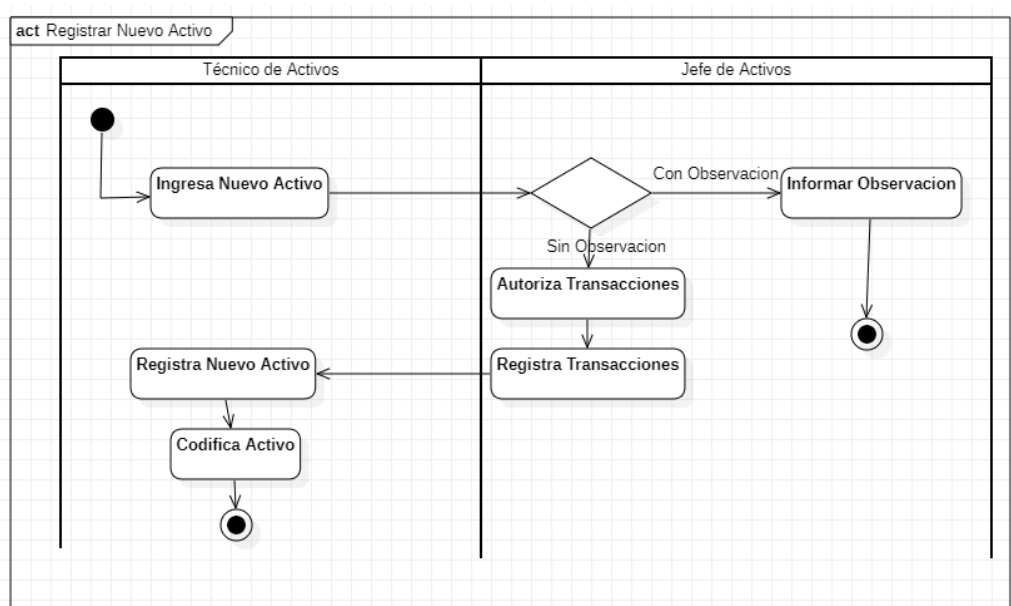 act Registrar Nuevo Activo
Técnico de Activos
Jefe de Activos
Ingresa Nuevo Activo
Con Observacion
Informar Observacion
Sin Observacion
Autoriza Transacciones
Registra Nuevo Activo
Registra Transacciones
Codifica Activo